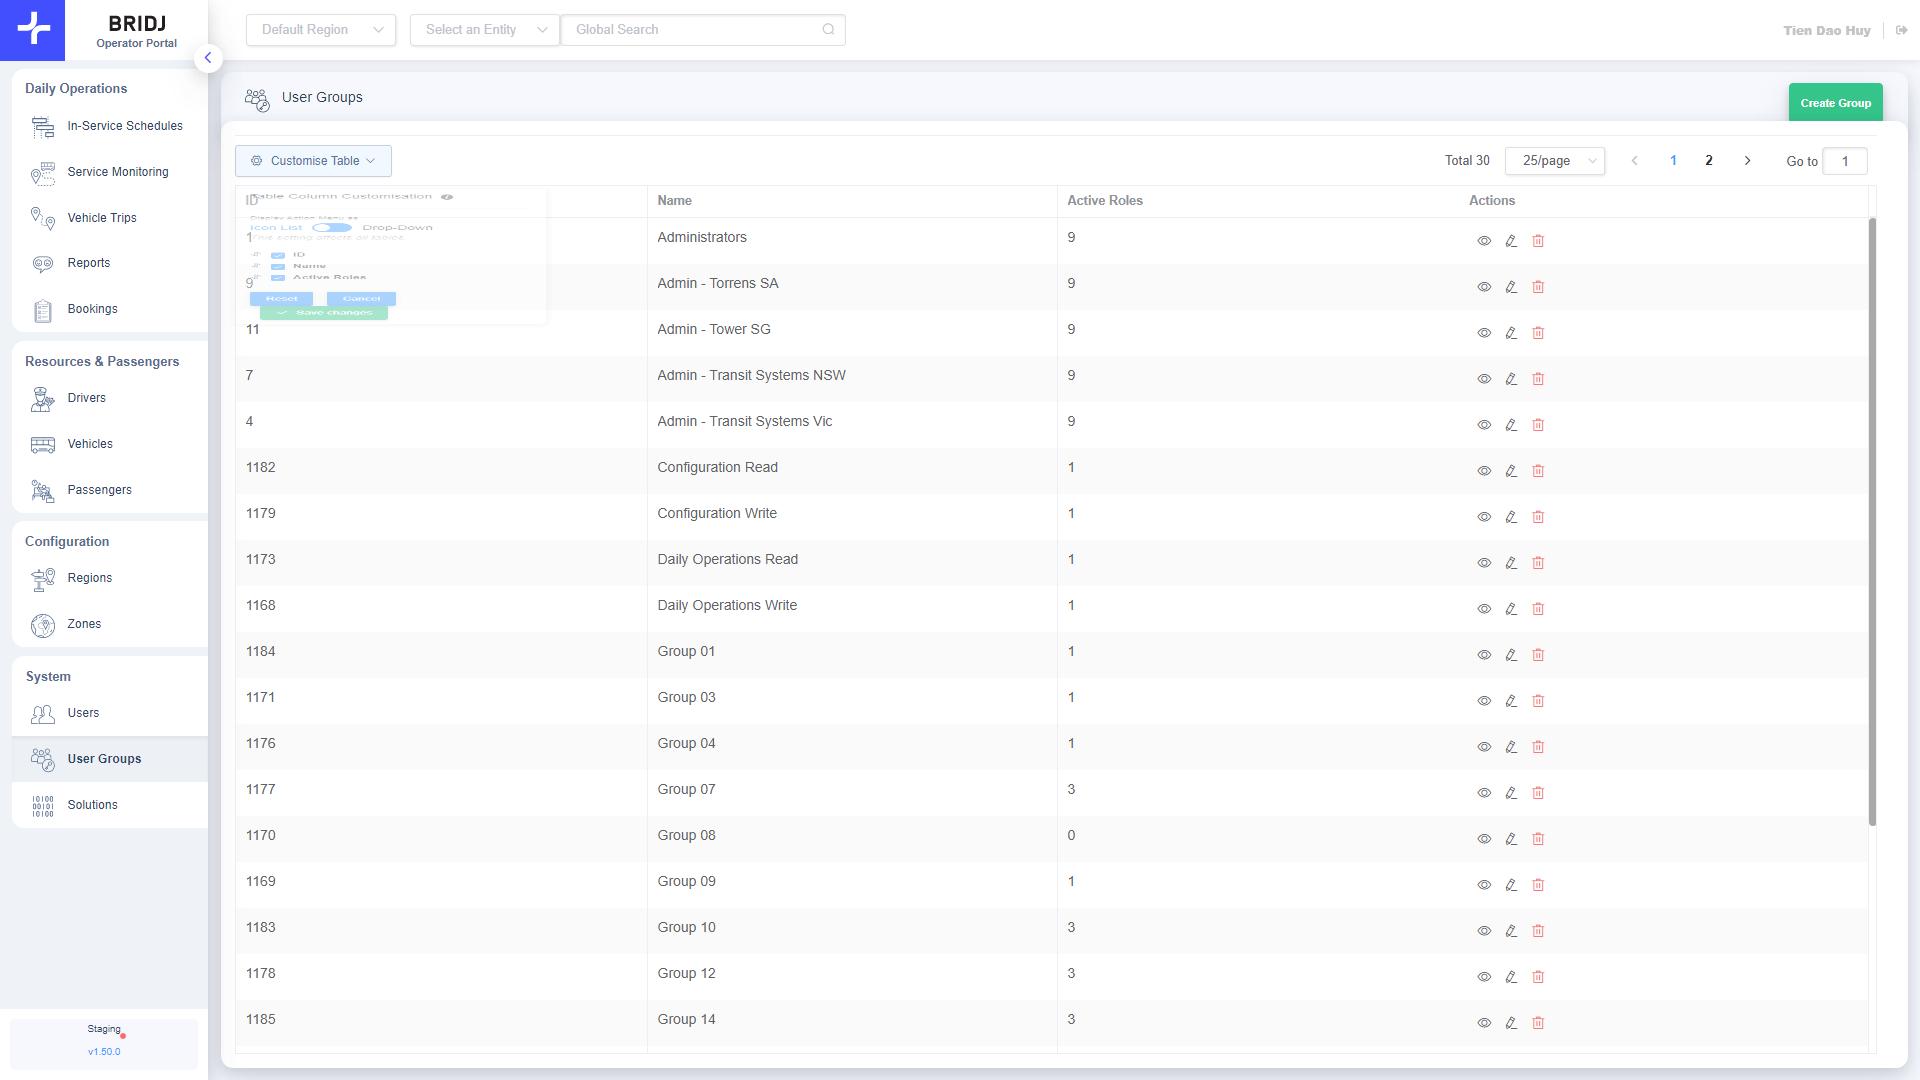 BRIDJ
Operator Portal
Default Region
Select an Entity
Global Search
Tien Dao Huy
Daily Operations
In-Service Schedules
Service Monitoring
Vehicle Trips
Reports
Bookings
Resources & Passengers
Drivers
Vehicles
Passengers
Configuration
Regions
Zones
System
Users
User Groups
10100
00101
10100
Solutions
Staging
v1.50.0
User Groups
Create Group
Customise Table
Total 30
25/page
1
2
Go to
1
Table Column Customisation
Display Action Menu as
Icon List
Drop-Down
This setting affects all tables.
ID
Name
Active Roles
Reset
Cancel
Save changes
ID Name Active Roles Actions
1 Administrators 9
9 Admin - Torrens SA 9
11 Admin - Tower SG 9
7 Admin - Transit Systems NSW 9
4 Admin - Transit Systems Vic 9
1182 Configuration Read 1
1179 Configuration Write 1
1173 Daily Operations Read 1
1168 Daily Operations Write 1
1184 Group 01 1
1171 Group 03 1
1176 Group 04 1
1177 Group 07 3
1170 Group 08 0
1169 Group 09 1
1183 Group 10 3
1178 Group 12 3
1185 Group 14 3